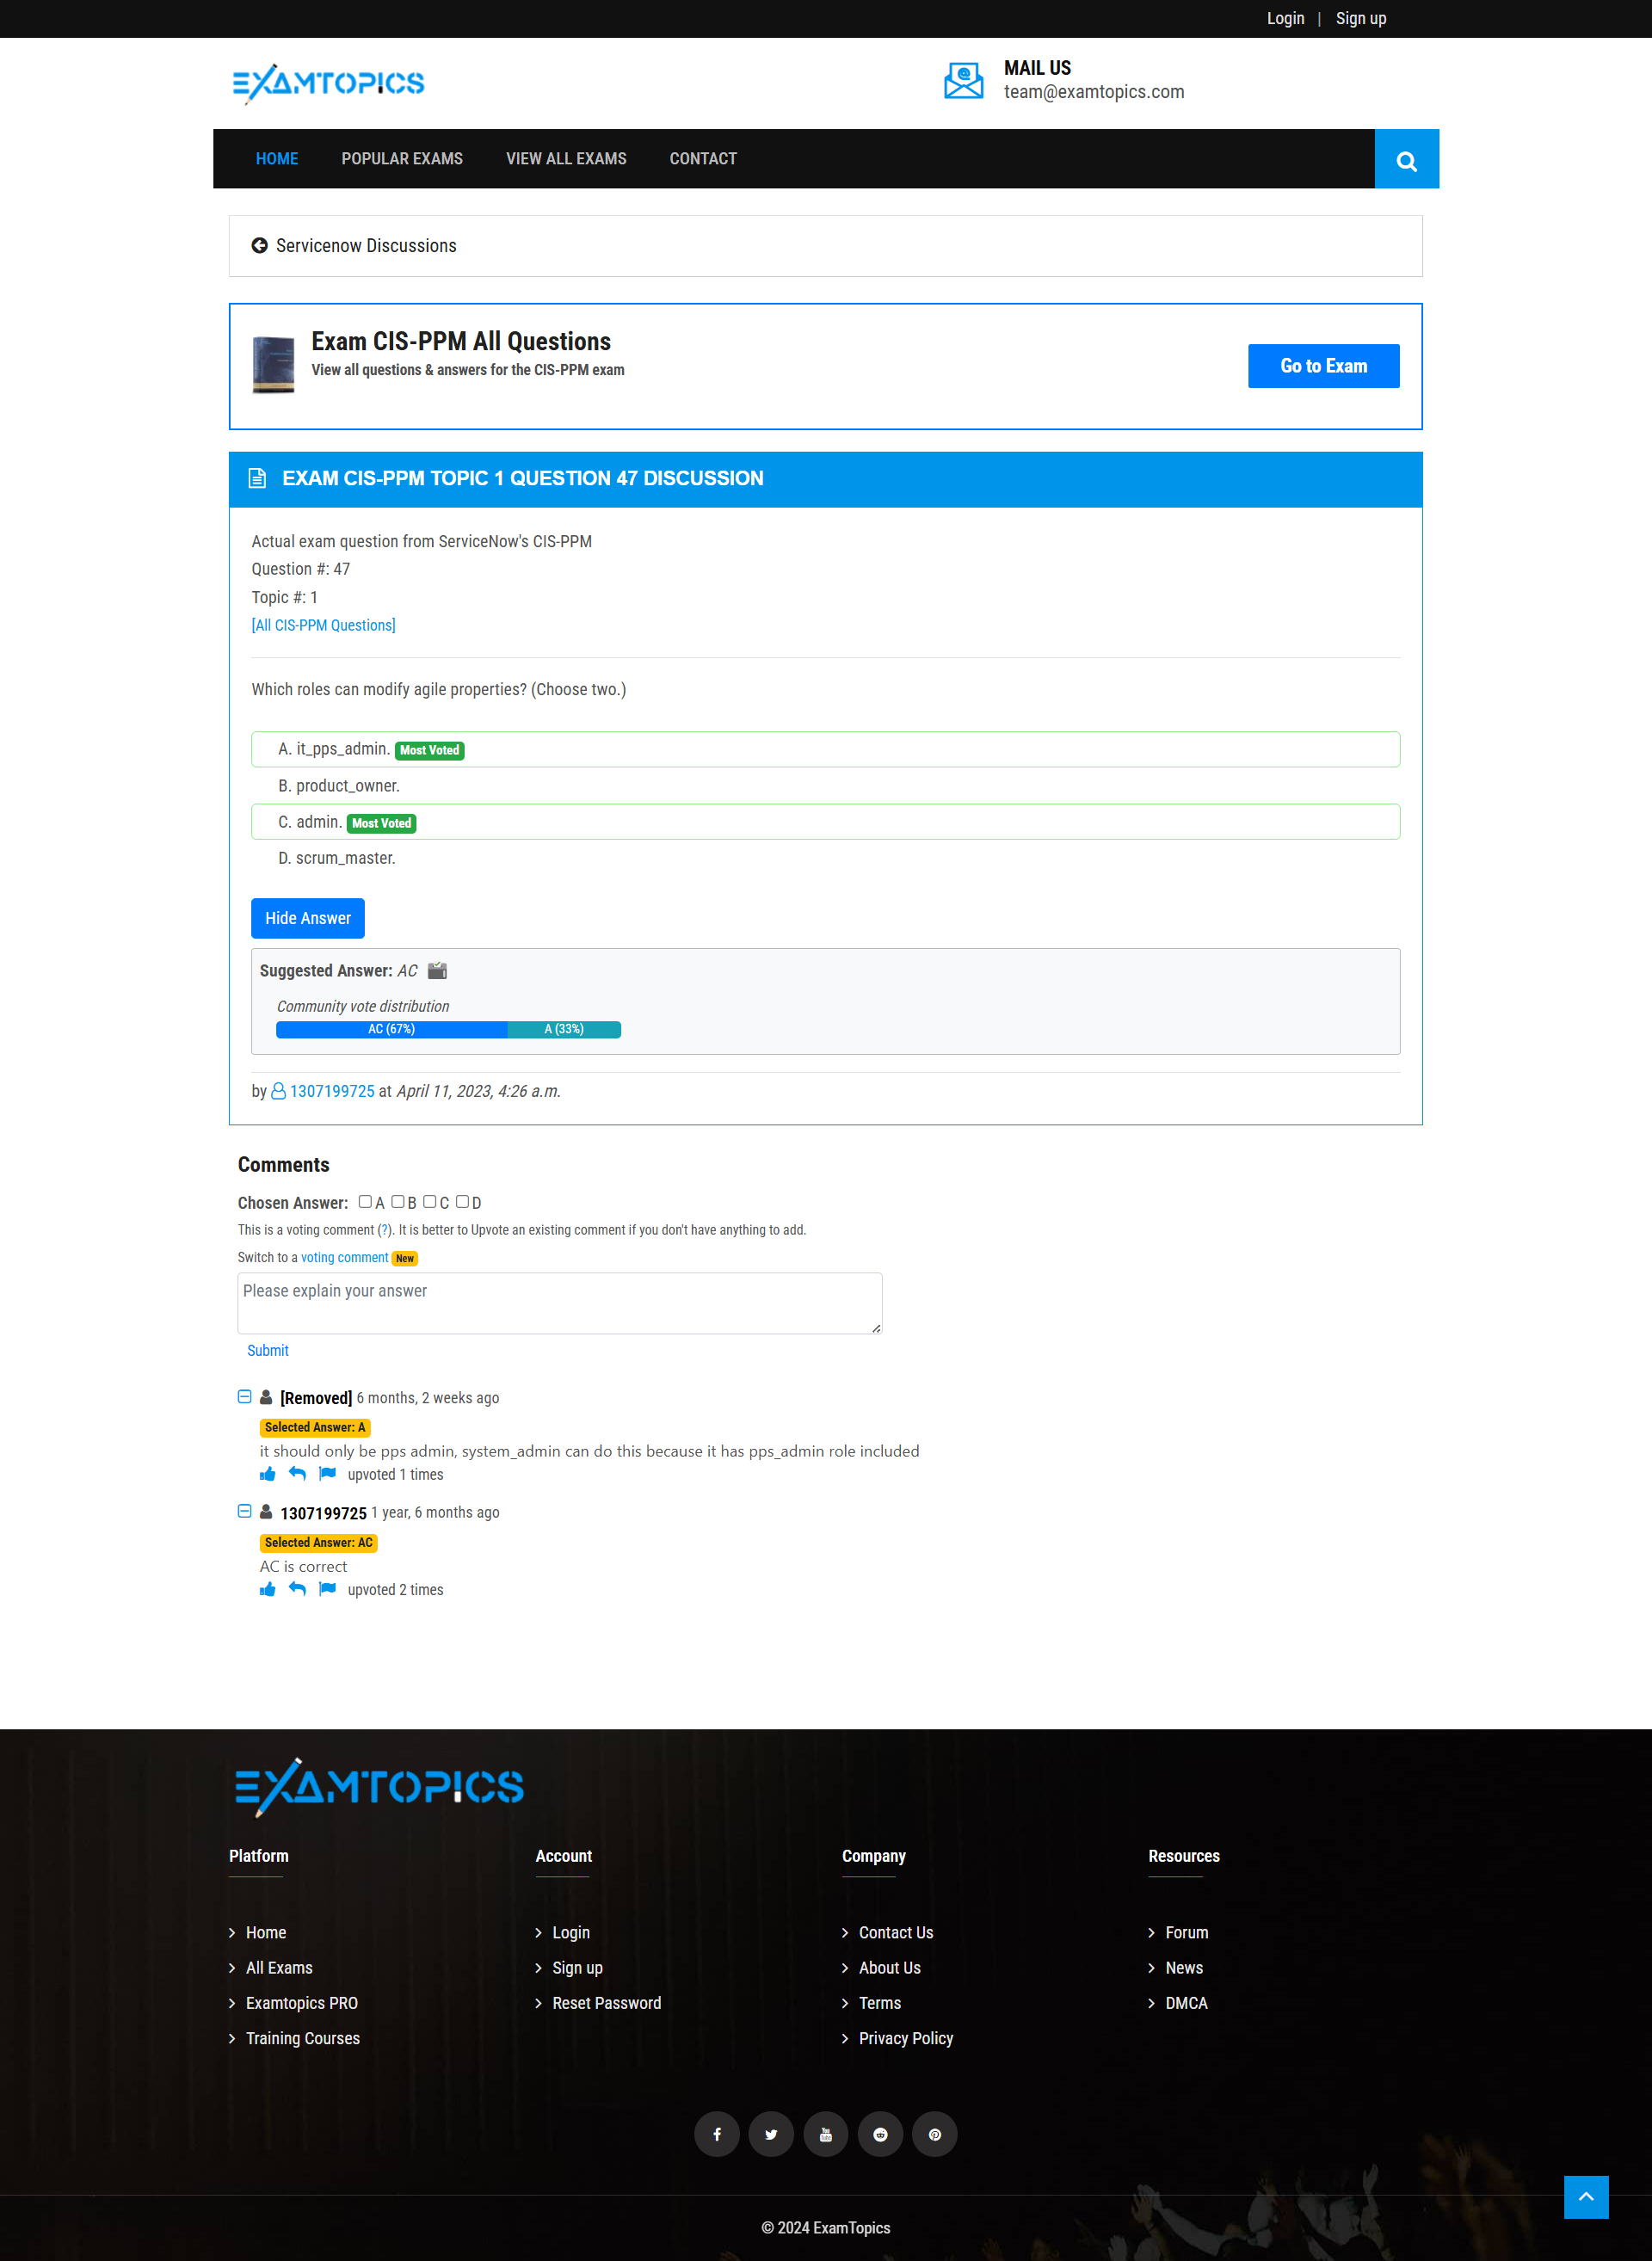 Login | Sign up
EXAMTOPICS
MAIL US
team@examtopics.com
HOME POPULAR EXAMS VIEW ALL EXAMS CONTACT
Servicenow Discussions
Exam CIS-PPM All Questions
View all questions & answers for the CIS-PPM exam
Go to Exam
EXAM CIS-PPM TOPIC 1 QUESTION 47 DISCUSSION
Actual exam question from ServiceNow's CIS-PPM
Question #: 47
Topic #: 1
[All CIS-PPM Questions]
Which roles can modify agile properties? (Choose two.)
A. it_pps_admin. Most Voted
B. product_owner.
C. admin. Most Voted
D. scrum_master.
Hide Answer
Suggested Answer: AC
Community vote distribution
AC (67%) A (33%)
by 1307199725 at April 11, 2023, 4:26 a.m.
Comments
Chosen Answer: A B C D
This is a voting comment (?). It is better to Upvote an existing comment if you don't have anything to add.
Switch to a voting comment New
Please explain your answer
Submit
[Removed] 6 months, 2 weeks ago
Selected Answer: A
it should only be pps admin, system_admin can do this because it has pps_admin role included
upvoted 1 times
1307199725 1 year, 6 months ago
Selected Answer: AC
AC is correct
upvoted 2 times
EXAMTOPICS
Platform
Home
All Exams
Examtopics PRO
Training Courses
Account
Login
Sign up
Reset Password
Company
Contact Us
About Us
Terms
Privacy Policy
Resources
Forum
News
DMCA
© 2024 ExamTopics